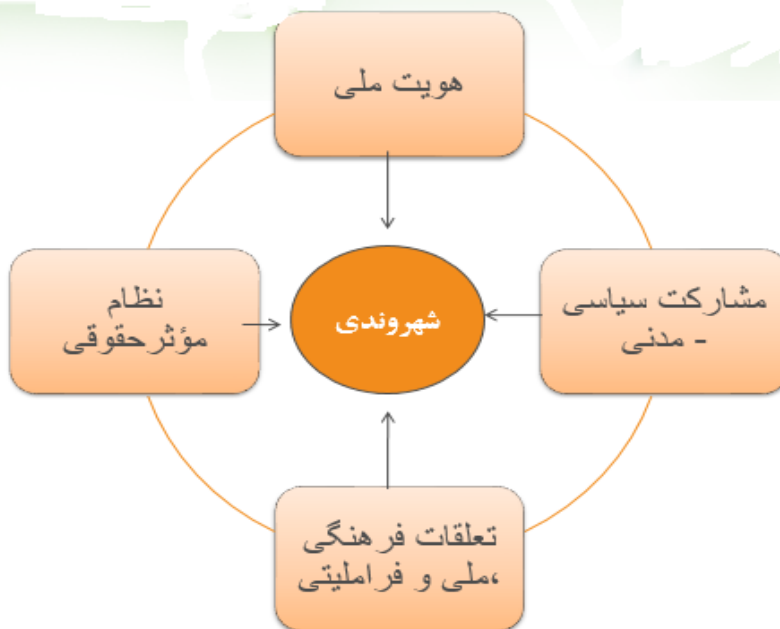 هویت ملی
مشارکت سیاسی
- مدنی
شهروندی
نظام
مؤثرحقوقی
تعلقات فرهنگی
،ملی و فراملیتی